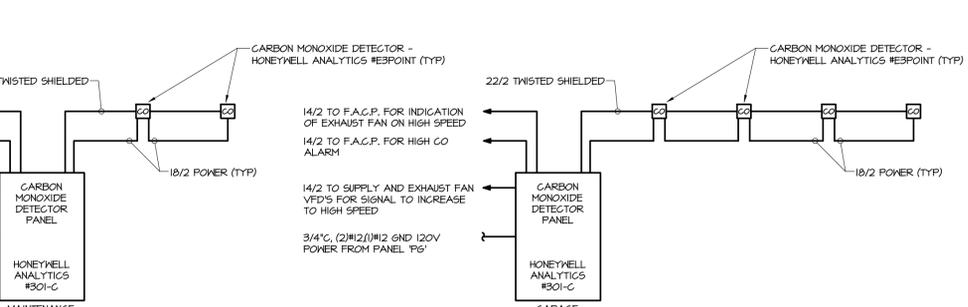 CARBON MONOXIDE DETECTOR -
HONEYWELL ANALYTICS #E3POINT (TYP)
TWISTED SHIELDED
CO
CO
18/2 POWER (TYP)
CARBON
MONOXIDE
DETECTOR
PANEL
HONEYWELL
ANALYTICS
#301-C
MAINTENANCE
CARBON MONOXIDE DETECTOR -
HONEYWELL ANALYTICS #E3POINT (TYP)
22/2 TWISTED SHIELDED
CO
CO
CO
CO
14/2 TO F.A.C.P. FOR INDICATION
OF EXHAUST FAN ON HIGH SPEED
14/2 TO F.A.C.P. FOR HIGH CO
ALARM
18/2 POWER (TYP)
14/2 TO SUPPLY AND EXHAUST FAN
VFD'S FOR SIGNAL TO INCREASE
TO HIGH SPEED
3/4"C, (2)#12,(1)#12 GND 120V
POWER FROM PANEL 'PG'
CARBON
MONOXIDE
DETECTOR
PANEL
HONEYWELL
ANALYTICS
#301-C
GARAGE